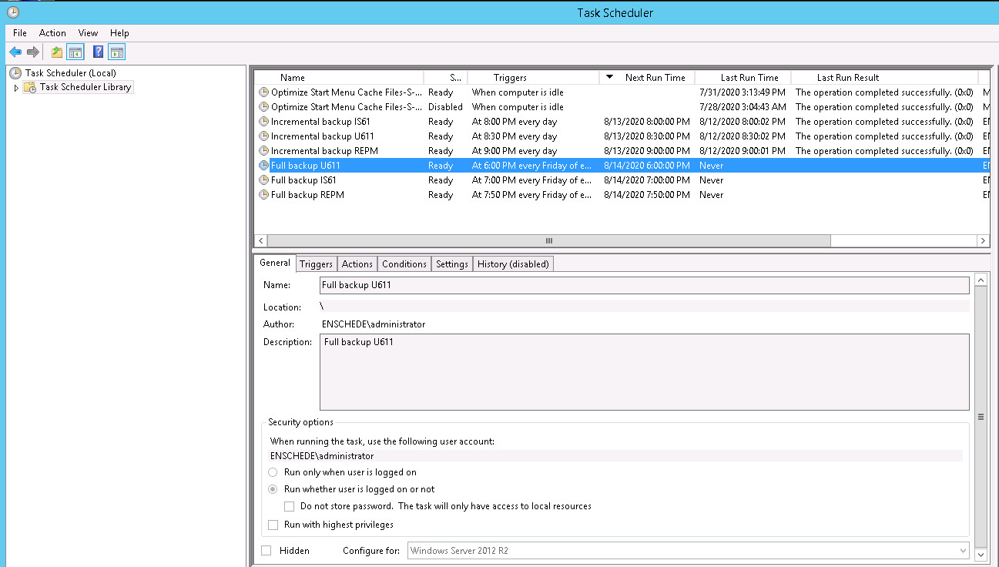 Task Scheduler
File Action View Help
Task Scheduler (Local)
Task Scheduler Library
Name S... Triggers Next Run Time Last Run Time Last Run Result
Optimize Start Menu Cache Files-S-... Ready When computer is idle 7/31/2020 3:13:49 PM The operation completed successfully. (0x0) M
Optimize Start Menu Cache Files-S-... Disabled When computer is idle 7/28/2020 3:04:43 AM The operation completed successfully. (0x0) M
Incremental backup IS61 Ready At 8:00 PM every day 8/13/2020 8:00:00 PM 8/12/2020 8:00:02 PM The operation completed successfully. (0x0) EN
Incremental backup U611 Ready At 8:30 PM every day 8/13/2020 8:30:00 PM 8/12/2020 8:30:02 PM The operation completed successfully. (0x0) EN
Incremental backup REPM Ready At 9:00 PM every day 8/13/2020 9:00:00 PM 8/12/2020 9:00:01 PM The operation completed successfully. (0x0) EN
Full backup U611 Ready At 6:00 PM every Friday of e... 8/14/2020 6:00:00 PM Never EN
Full backup IS61 Ready At 7:00 PM every Friday of e... 8/14/2020 7:00:00 PM Never EN
Full backup REPM Ready At 7:50 PM every Friday of e... 8/14/2020 7:50:00 PM Never EN
General Triggers Actions Conditions Settings History (disabled)
Name: Full backup U611
Location: \
Author: ENSCHEDE\administrator
Description: Full backup U611
Security options
When running the task, use the following user account:
ENSCHEDE\administrator
Run only when user is logged on
Run whether user is logged on or not
Do not store password. The task will only have access to local resources
Run with highest privileges
Hidden Configure for: Windows Server 2012 R2